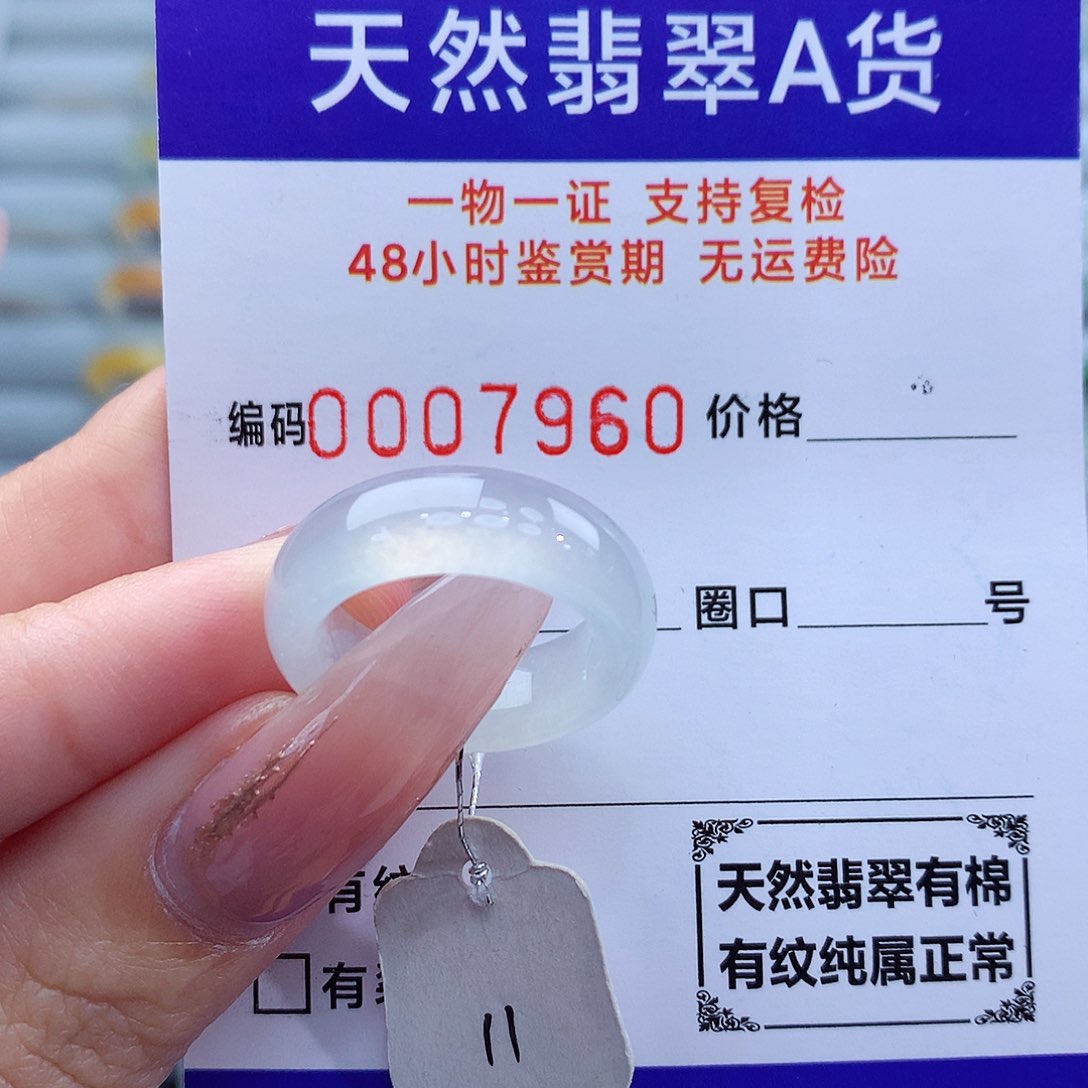 天然翡翠A货
一物一证 支持复检
48小时鉴赏期 无运费险
编码0007960 价格
圈口 号
有
天然翡翠有棉
有纹纯属正常
有
11